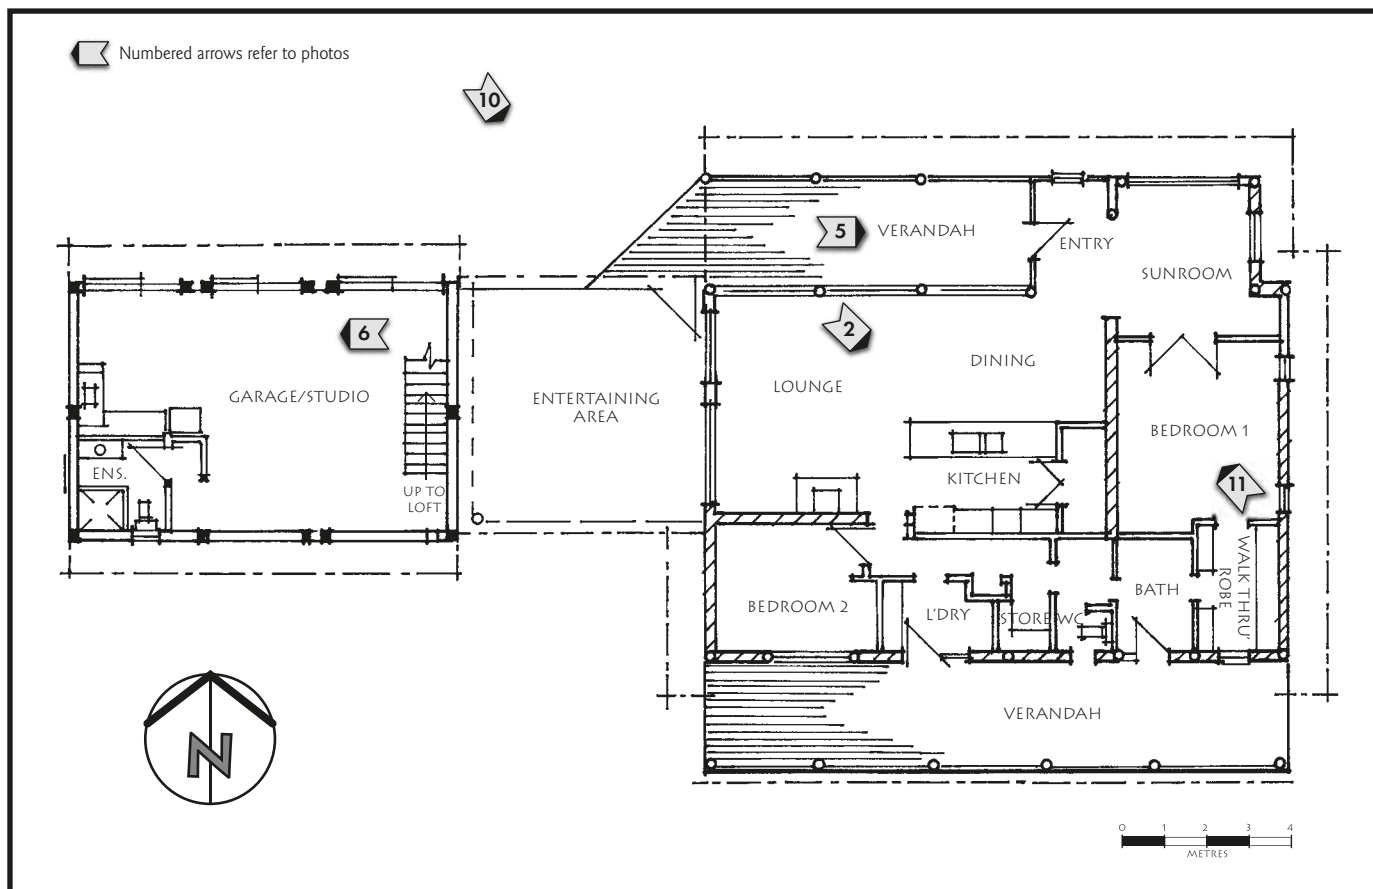 Numbered arrows refer to photos
10
5
VERANDAH
ENTRY
SUNROOM
6
2
DINING
LOUNGE
GARAGE/STUDIO
ENTERTAINING
AREA
BEDROOM 1
ENS.
KITCHEN
11
UP TO
LOFT
WALK THRU'
ROBE
BEDROOM 2
L'DRY
STORE
WC
BATH
VERANDAH
N
0 1 2 3 4
METRES